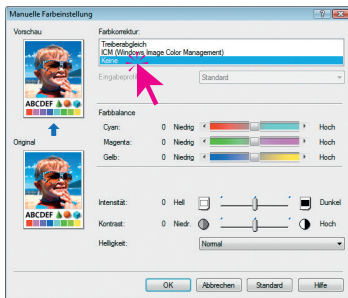 Manuelle Farbeinstellung
Vorschau
ABCDEF
Original
ABCDEF
Farbkorrektur:
Treiberabgleich
ICM (Windows Image Color Management)
Keine
Eingabeprofil
Standard
Farbbalance
Cyan: 0 Niedrig Hoch
Magenta: 0 Niedrig Hoch
Gelb: 0 Niedrig Hoch
Intensität: 0 Hell Dunkel
Kontrast: 0 Niedr. Hoch
Helligkeit: Normal
OK Abbrechen Standard Hilfe